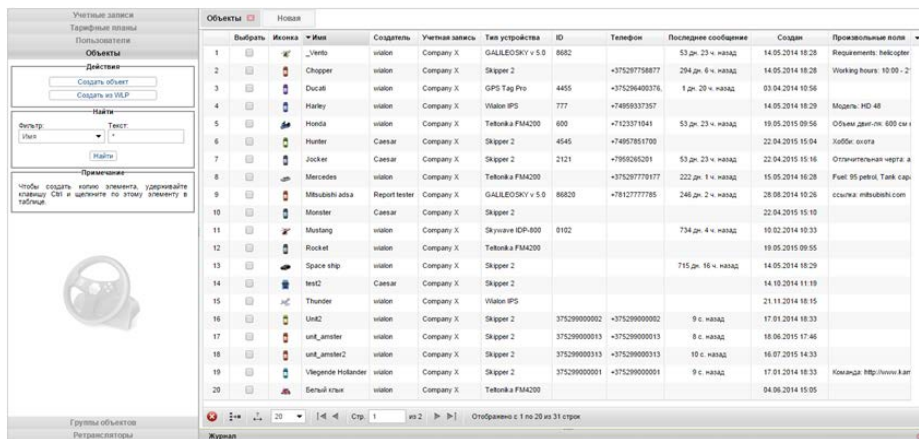 Учетные записи
Тарифные планы
Пользователи
Объекты
Действия
Создать объект
Создать из WLP
Найти
Фильтр: Текст:
Имя *
Найти
Примечание
Чтобы создать копию элемента, удерживайте
клавишу Ctrl и щелкните по этому элементу в
таблице.
Группы объектов
Ретрансляторы
Объекты Новая
Выбрать Иконка Имя Создатель Учетная запись Тип устройства ID Телефон Последнее сообщение Создан Произвольные поля
1 _Vento wialon Company X GALILEOSKY v 5.0 8682 53 дн. 23 ч. назад 14.05.2014 18:28 Requirements: helicopter
2 Chopper wialon Company X Skipper 2 +375297758877 294 дн. 6 ч. назад 14.05.2014 18:28 Working hours: 10:00 - 2
3 Ducati wialon Company X GPS Tag Pro 4455 +375296400376, 1 дн. 20 ч. назад 03.04.2014 10:56
4 Harley wialon Company X Wialon IPS 777 +74959337357 14.05.2014 18:29 Модель: HD 48
5 Honda wialon Company X Teltonika FM4200 600 +7123371041 53 дн. 23 ч. назад 19.05.2015 09:56 Объем двиг-ля: 600 см
6 Hunter Caesar Company X Skipper 2 4545 +74957851700 22.04.2015 15:04 Хобби: охота
7 Jocker Caesar Company X Skipper 2 2121 +7959265201 53 дн. 23 ч. назад 22.04.2015 15:16 Отличительная черта: а
8 Mercedes wialon Company X Teltonika FM4200 +375297770177 222 дн. 1 ч. назад 15.05.2014 16:28 Fuel: 95 petrol, Tank capa
9 Mitsubishi adsa Report tester Company X GALILEOSKY v 5.0 86820 +78127777785 246 дн. 2 ч. назад 28.08.2014 10:26 ссылка: mitsubishi.com
10 Monster Caesar Company X Skipper 2 22.04.2015 15:10
11 Mustang wialon Company X Skywave IDP-800 0102 734 дн. 4 ч. назад 10.02.2014 10:33
12 Rocket wialon Company X Teltonika FM4200 19.05.2015 09:55
13 Space ship wialon Company X Skipper 2 715 дн. 16 ч. назад 14.05.2014 18:29
14 test2 Caesar Company X Skipper 2 14.10.2014 11:19
15 Thunder wialon Company X Wialon IPS 21.11.2014 18:15
16 Unit2 wialon Company X Skipper 2 375299000002 +375299000002 9 с. назад 17.01.2014 18:33
17 unit_amster wialon Company X Skipper 2 375299000013 +375299000013 8 с. назад 18.06.2015 17:46
18 unit_amster2 wialon Company X Skipper 2 375299000313 +375299000313 10 с. назад 16.07.2015 14:33
19 Vliegende Hollander wialon Company X Skipper 2 375299000001 +375299000001 9 с. назад 17.01.2014 18:33 Команда: http://www.kam
20 Белый клык wialon Company X Teltonika FM4200 04.06.2014 15:05
20 Стр. 1 из 2 Отображено с 1 по 20 из 31 строк
Журнал